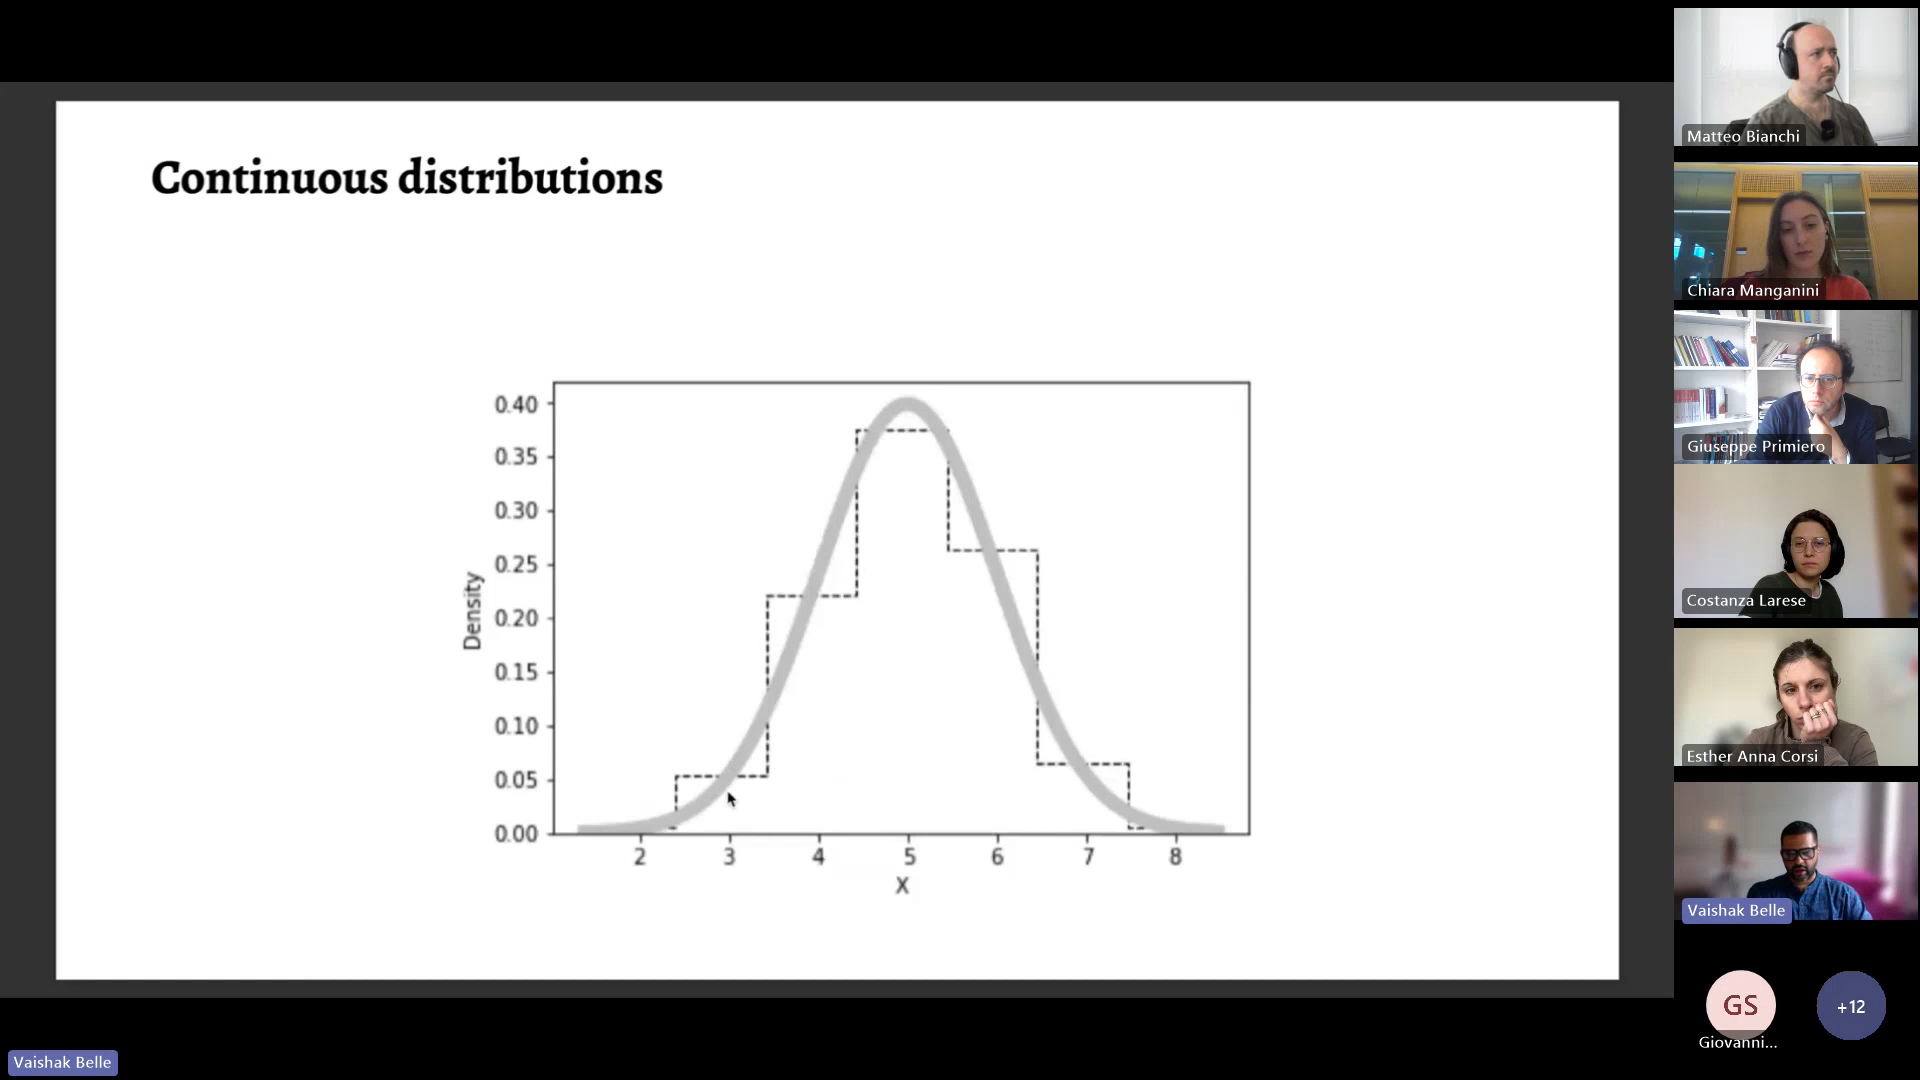 Continuous distributions
0.40
0.35
0.30
0.25
0.20
0.15
0.10
0.05
0.00
Density
2 3 4 5 6 7 8
X
Matteo Bianchi
Chiara Manganini
Giuseppe Primiero
Costanza Larese
Esther Anna Corsi
Vaishak Belle
GS +12
Giovanni...
Vaishak Belle